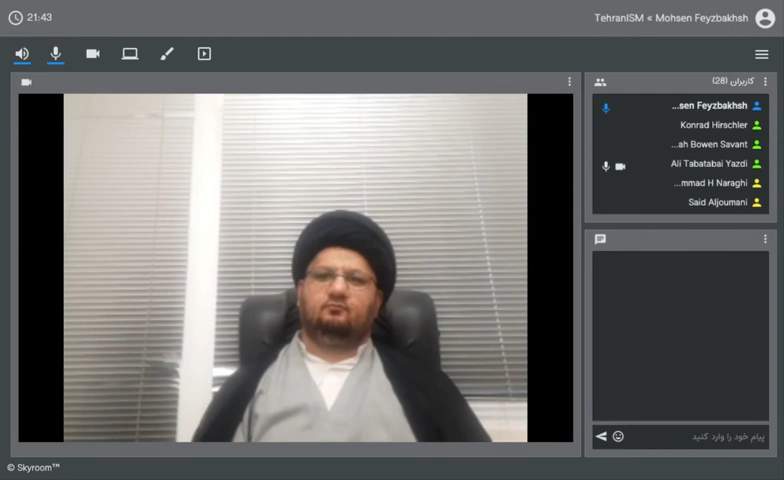 21:43
TehranISM « Mohsen Feyzbakhsh
کاربران (28)
...sen Feyzbakhsh
Konrad Hirschler
...ah Bowen Savant
Ali Tabatabai Yazdi
...mmad H Naraghi
Said Aljoumani
پیام خود را وارد کنید
© Skyroom™